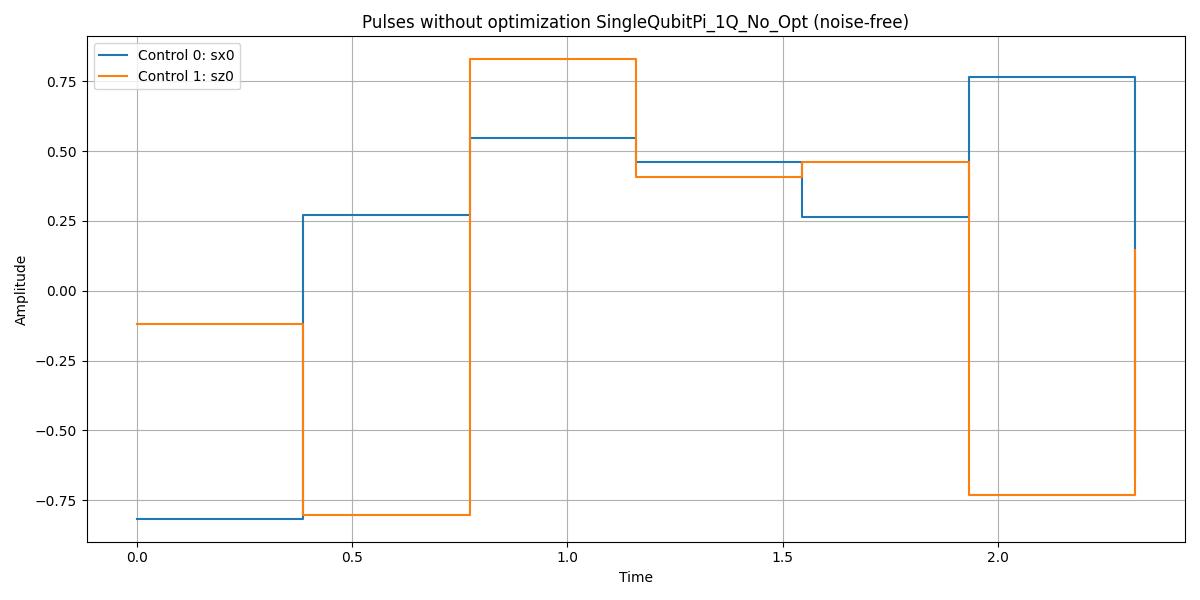 Pulses without optimization SingleQubitPi_1Q_No_Opt (noise-free)
Control 0: sx0
Control 1: sz0
Amplitude
0.75
0.50
0.25
0.00
−0.25
−0.50
−0.75
0.0 0.5 1.0 1.5 2.0
Time